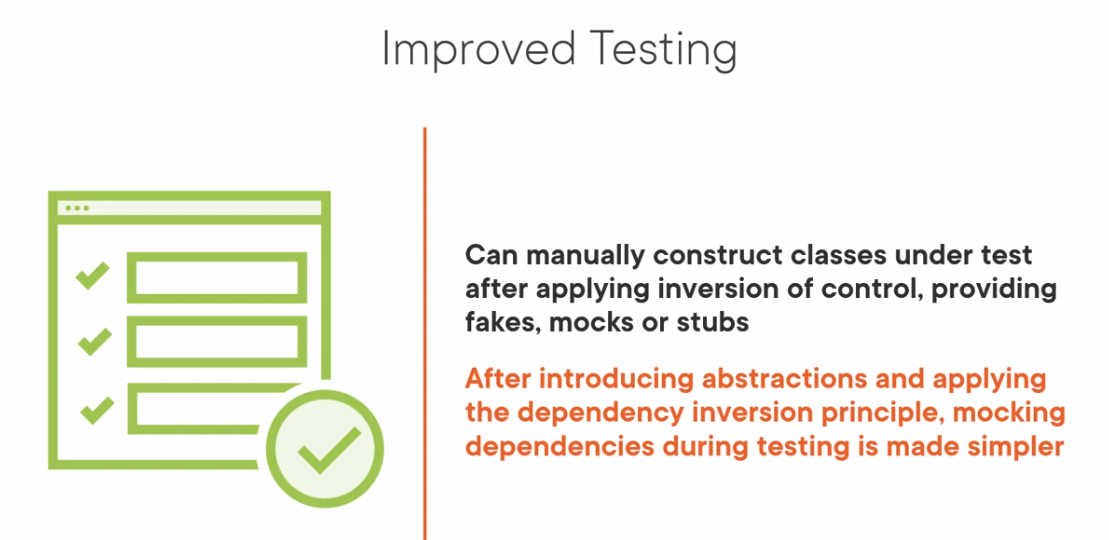 Improved Testing
Can manually construct classes under test
after applying inversion of control, providing
fakes, mocks or stubs
After introducing abstractions and applying
the dependency inversion principle, mocking
dependencies during testing is made simpler